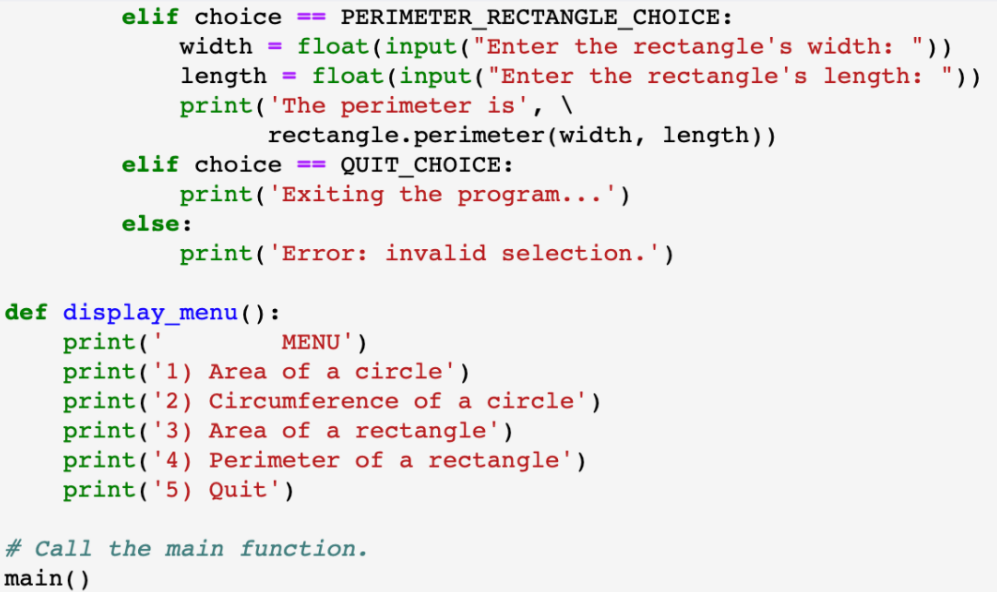 elif choice == PERIMETER_RECTANGLE_CHOICE:
            width = float(input("Enter the rectangle's width: "))
            length = float(input("Enter the rectangle's length: "))
            print('The perimeter is', \
                  rectangle.perimeter(width, length))
        elif choice == QUIT_CHOICE:
            print('Exiting the program...')
        else:
            print('Error: invalid selection.')

def display_menu():
    print('        MENU')
    print('1) Area of a circle')
    print('2) Circumference of a circle')
    print('3) Area of a rectangle')
    print('4) Perimeter of a rectangle')
    print('5) Quit')

# Call the main function.
main()